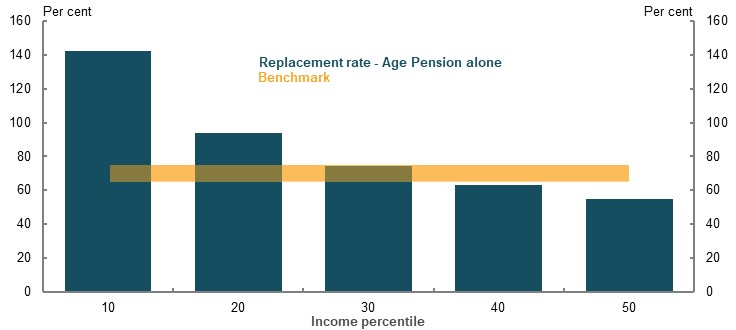 Per cent Per cent
160 160
140 140
Replacement rate - Age Pension alone
Benchmark
120 120
100 100
80 80
60 60
40 40
20 20
0 0
10 20 30 40 50
Income percentile